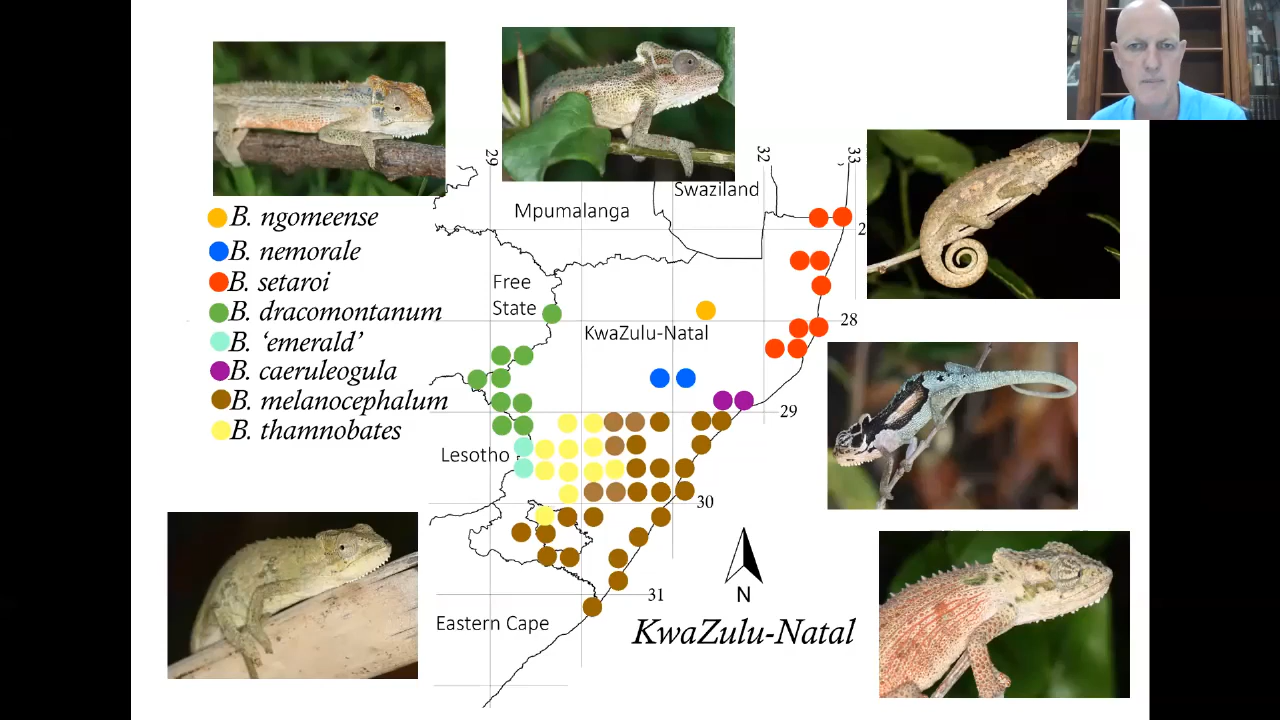 29
32
33
Swaziland
Mpumalanga
B. ngomeense
B. nemorale
B. setaroi
B. dracomontanum
B. ‘emerald’
B. caeruleogula
B. melanocephalum
B. thamnobates
Free
State
28
KwaZulu-Natal
29
Lesotho
30
31
N
Eastern Cape
KwaZulu-Natal